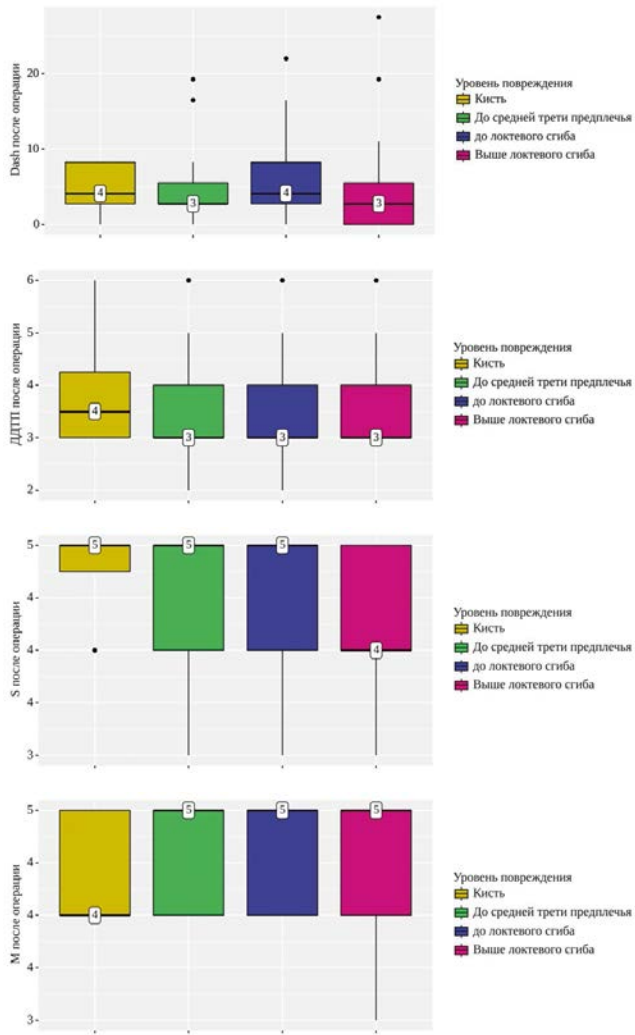 Dash после операции
20
10
0
4
3
4
3
Уровень повреждения
Кисть
До средней трети предплечья
до локтевого сгиба
Выше локтевого сгиба
ДДТП после операции
6
5
4
3
2
4
3
3
3
Уровень повреждения
Кисть
До средней трети предплечья
до локтевого сгиба
Выше локтевого сгиба
S после операции
5
4
4
4
3
5
5
5
4
Уровень повреждения
Кисть
До средней трети предплечья
до локтевого сгиба
Выше локтевого сгиба
М после операции
5
4
4
4
3
4
5
5
5
Уровень повреждения
Кисть
До средней трети предплечья
до локтевого сгиба
Выше локтевого сгиба